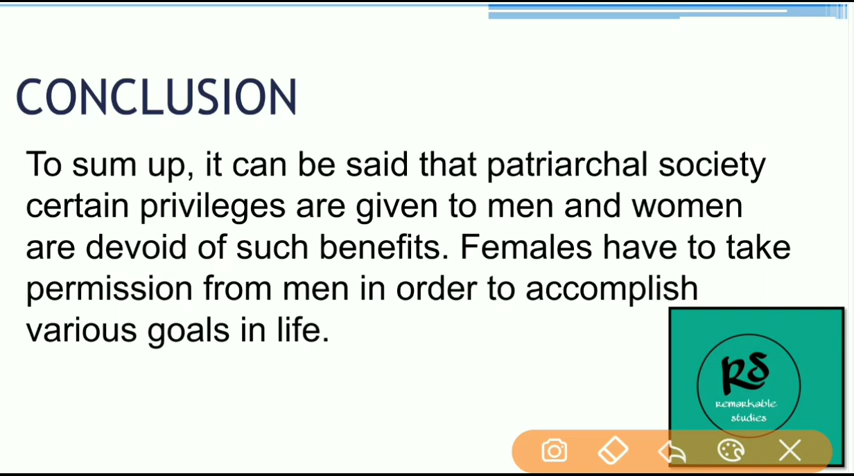 CONCLUSION
To sum up, it can be said that patriarchal society
certain privileges are given to men and women
are devoid of such benefits. Females have to take
permission from men in order to accomplish
various goals in life.
RS
remarkable
studies